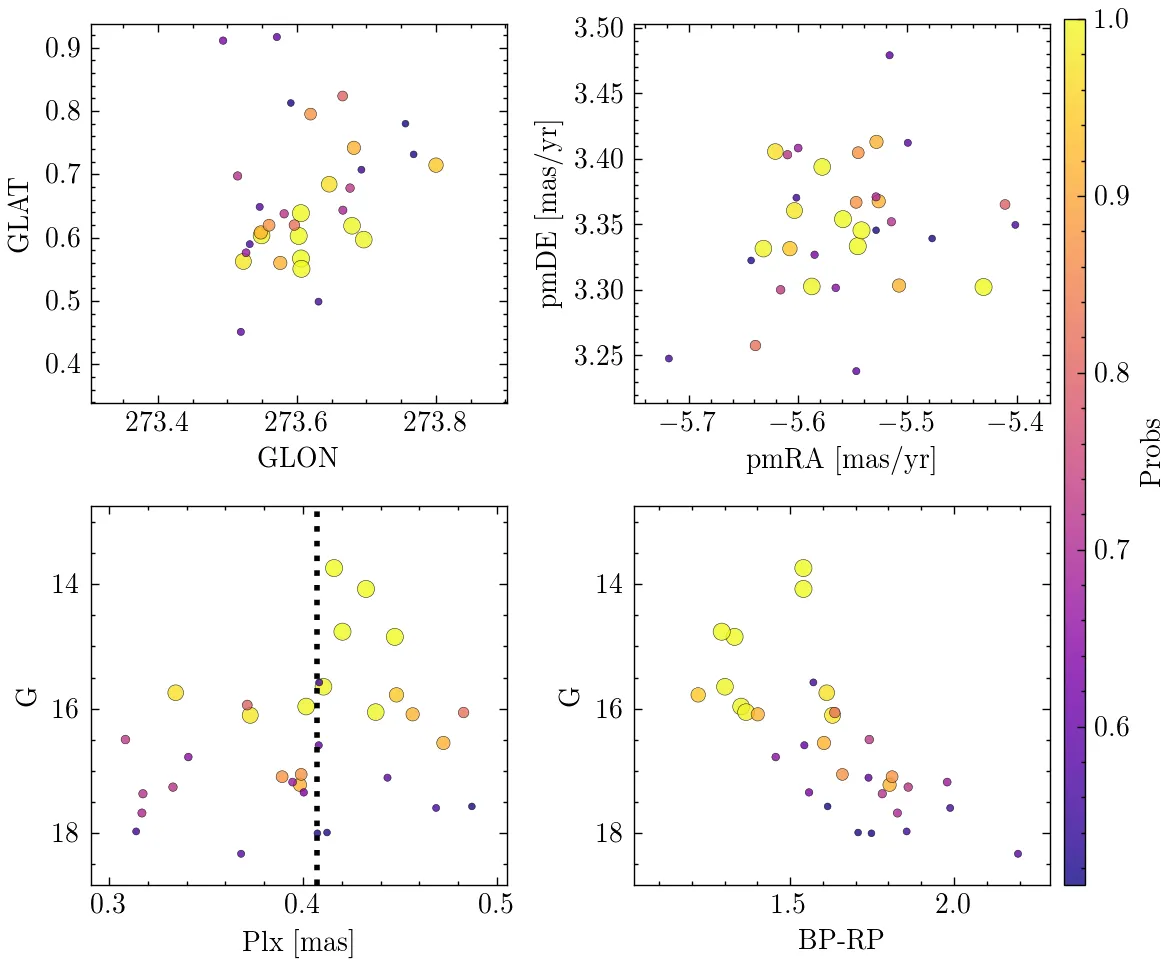 0.9
0.8
0.7
0.6
0.5
0.4
GLAT
273.4 273.6 273.8
GLON
3.50
3.45
3.40
3.35
3.30
3.25
pmDE [mas/yr]
−5.7 −5.6 −5.5 −5.4
pmRA [mas/yr]
14
16
18
G
0.3 0.4 0.5
Plx [mas]
14
16
18
G
1.5 2.0
BP-RP
1.0
0.9
0.8
0.7
0.6
Probs